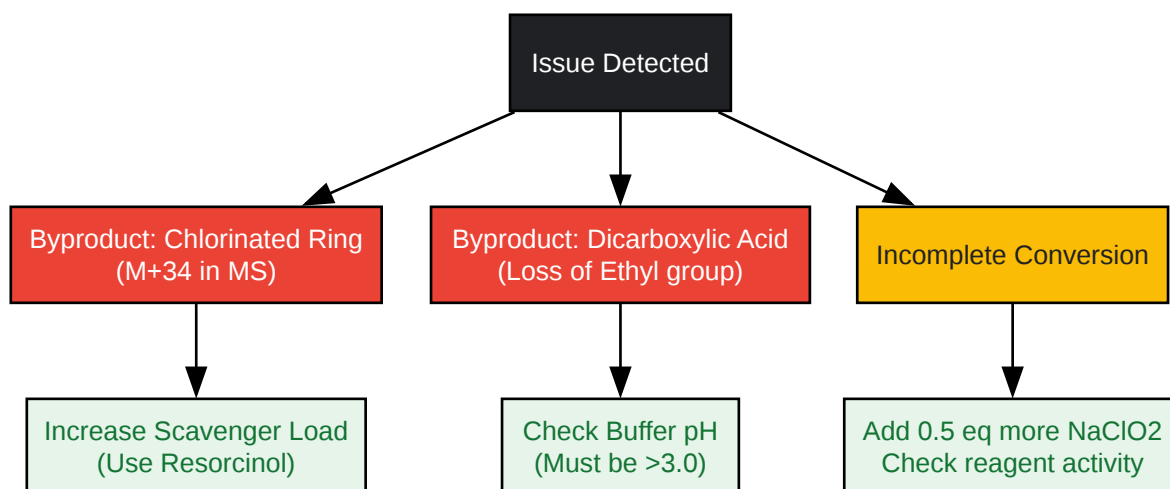 Issue Detected
Byproduct: Chlorinated Ring
(M+34 in MS)
Byproduct: Dicarboxylic Acid
(Loss of Ethyl group)
Incomplete Conversion
Increase Scavenger Load
(Use Resorcinol)
Check Buffer pH
(Must be >3.0)
Add 0.5 eq more NaClO2
Check reagent activity